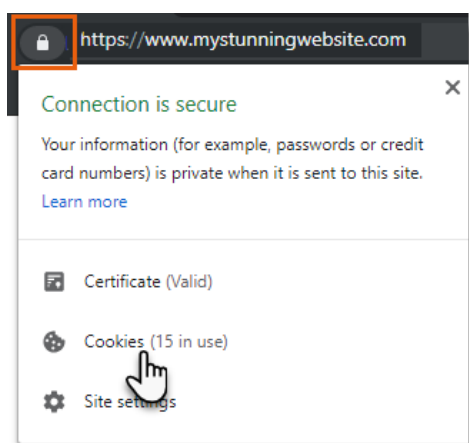 https://www.mystunningwebsite.com
Connection is secure
Your information (for example, passwords or credit
card numbers) is private when it is sent to this site.
Learn more
Certificate (Valid)
Cookies (15 in use)
Site settings